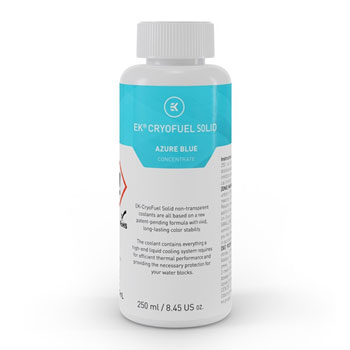 EK
EK® CRYOFUEL SOLID
AZURE BLUE
CONCENTRATE
EK-CryoFuel Solid non-transparent
coolants are all based on a new
patent-pending formula with vivid,
long-lasting color stability.
The coolant contains everything a
high-end liquid cooling system requires
for efficient thermal performance and
providing the necessary protection for
your water blocks.
250 ml / 8.45 US oz.